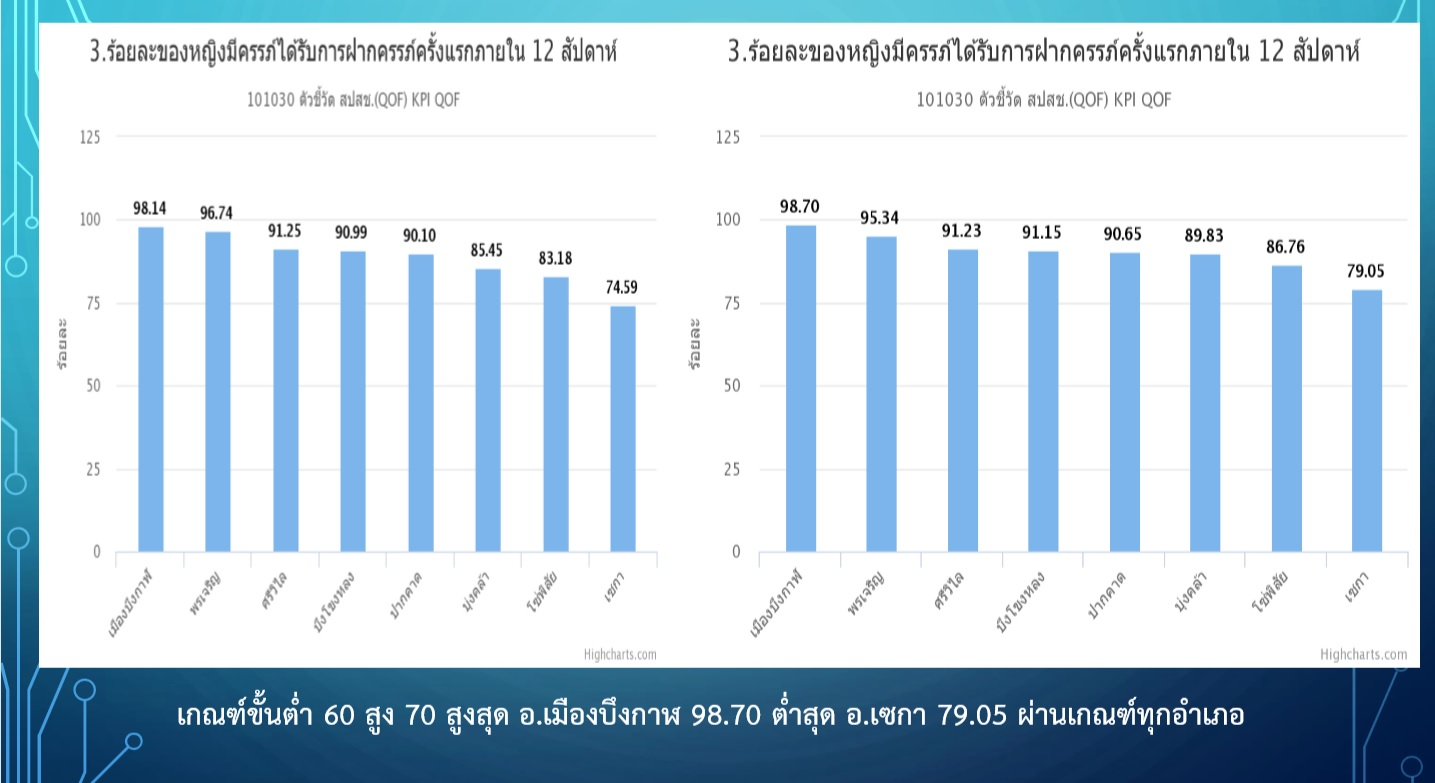 3.ร้อยละของหญิงมีครรภ์ได้รับการฝากครรภ์ครั้งแรกภายใน 12 สัปดาห์
101030 ตัวชี้วัด สปสช.(QOF) KPI QOF
125
100
75
50
25
0
ร้อยละ
98.14
96.74
91.25
90.99
90.10
85.45
83.18
74.59
เมืองบึงกาฬ
พรเจริญ
ศรีวิไล
บึงโขงหลง
ปากคาด
บุ่งคล้า
โซ่พิสัย
เซกา
Highcharts.com
3.ร้อยละของหญิงมีครรภ์ได้รับการฝากครรภ์ครั้งแรกภายใน 12 สัปดาห์
101030 ตัวชี้วัด สปสช.(QOF) KPI QOF
125
100
75
50
25
0
ร้อยละ
98.70
95.34
91.23
91.15
90.65
89.83
86.76
79.05
เมืองบึงกาฬ
พรเจริญ
ศรีวิไล
บึงโขงหลง
ปากคาด
บุ่งคล้า
โซ่พิสัย
เซกา
Highcharts.com
เกณฑ์ขั้นต่ำ 60 สูง 70 สูงสุด อ.เมืองบึงกาฬ 98.70 ต่ำสุด อ.เซกา 79.05 ผ่านเกณฑ์ทุกอำเภอ